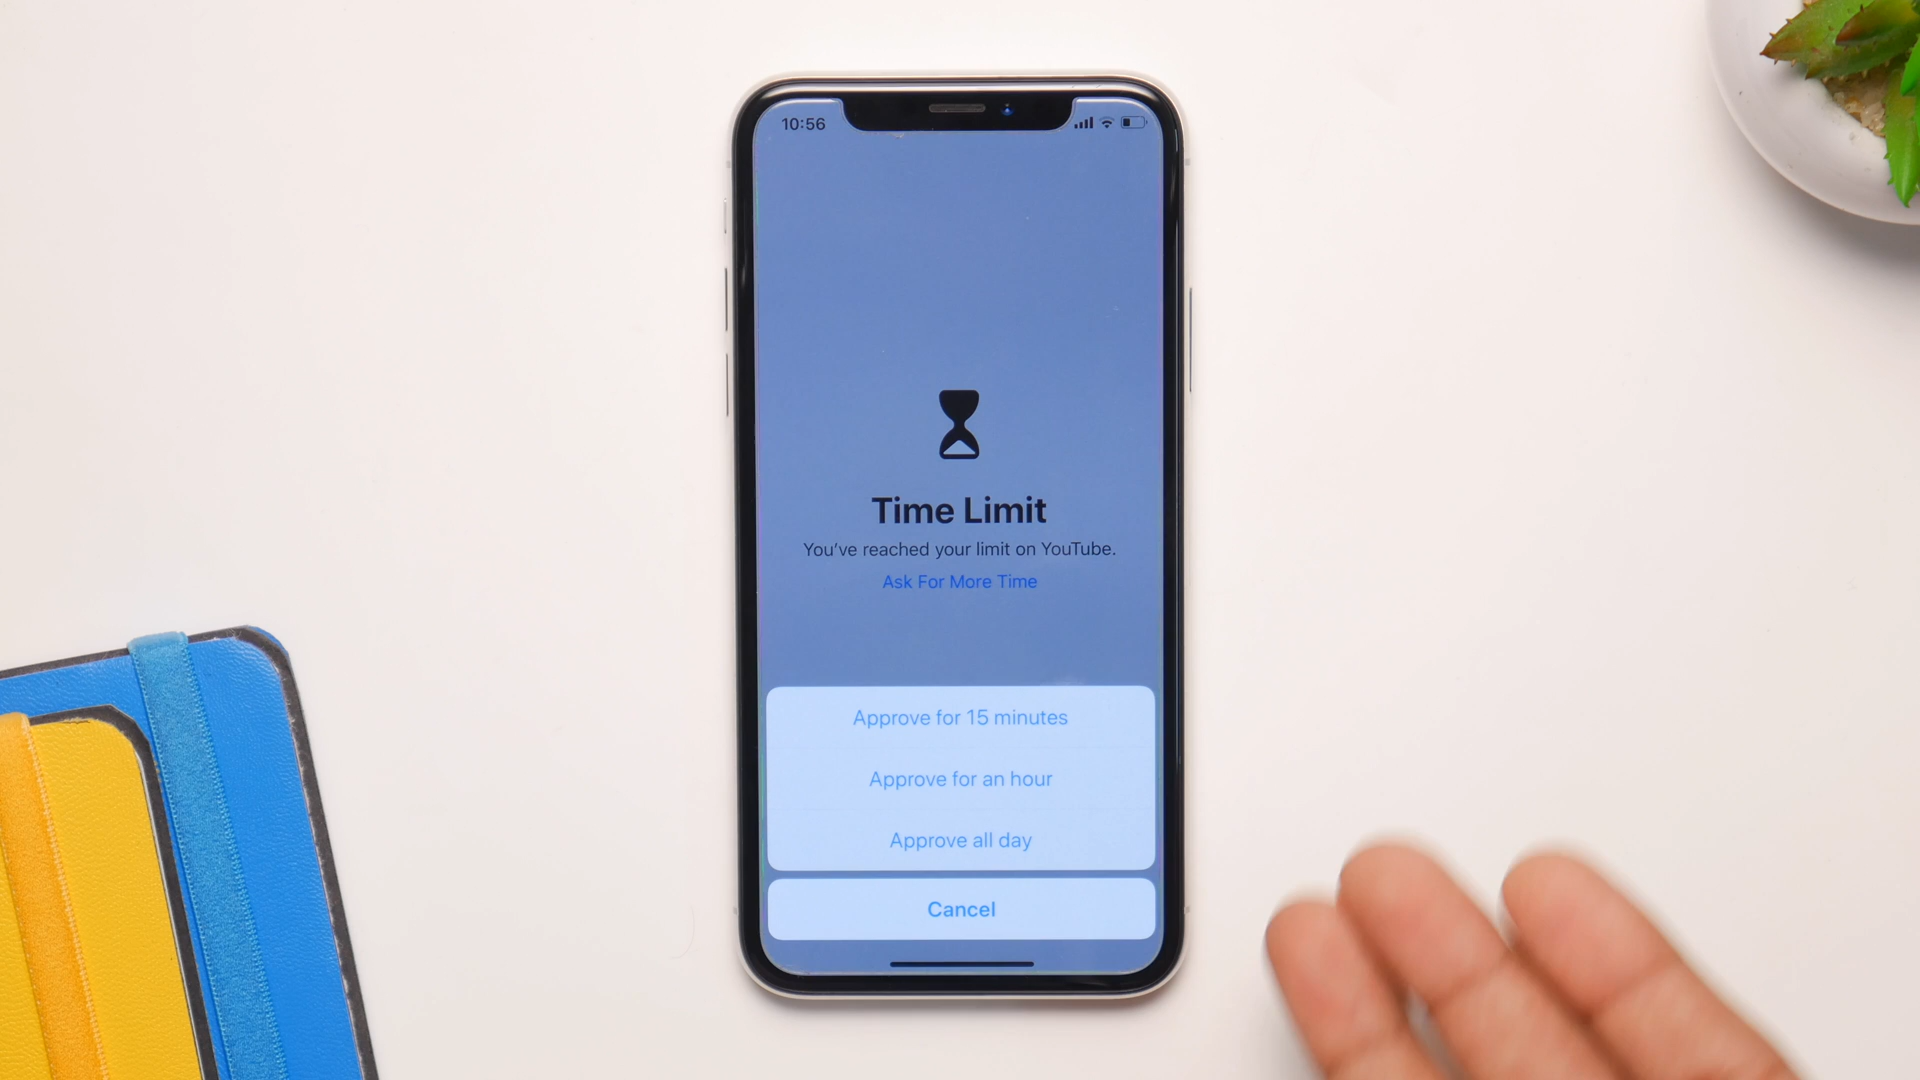 10:56
Time Limit
You've reached your limit on YouTube.
Ask For More Time
Approve for 15 minutes
Approve for an hour
Approve all day
Cancel